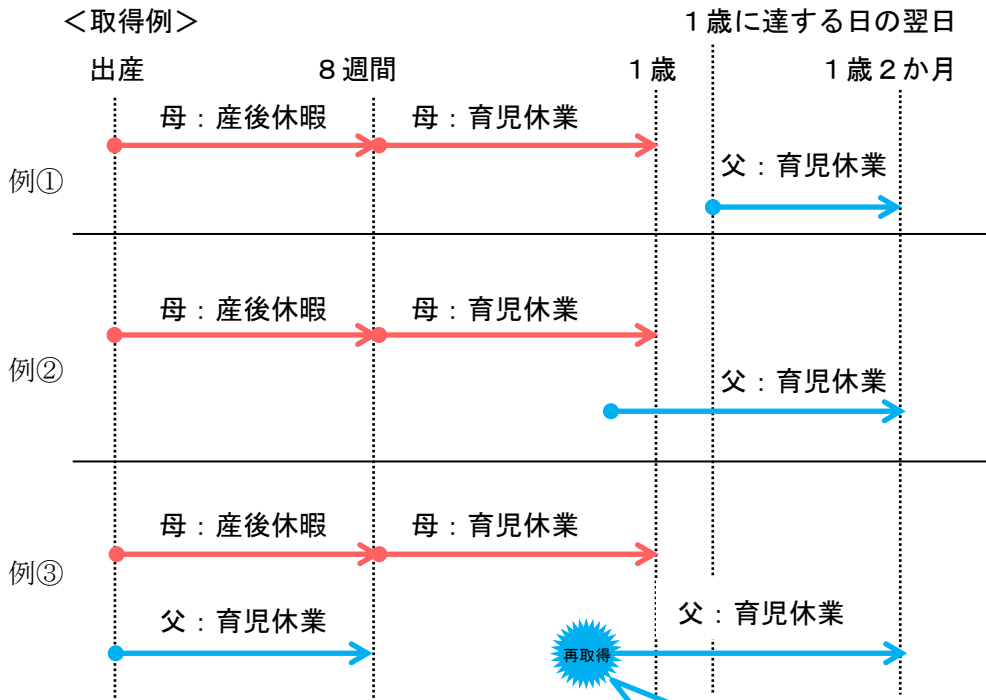 ＜取得例＞
１歳に達する日の翌日
出産
８週間
１歳
１歳２か月
母：産後休暇
母：育児休業
例①
父：育児休業
母：産後休暇
母：育児休業
例②
父：育児休業
母：産後休暇
母：育児休業
例③
父：育児休業
父：育児休業
再取得